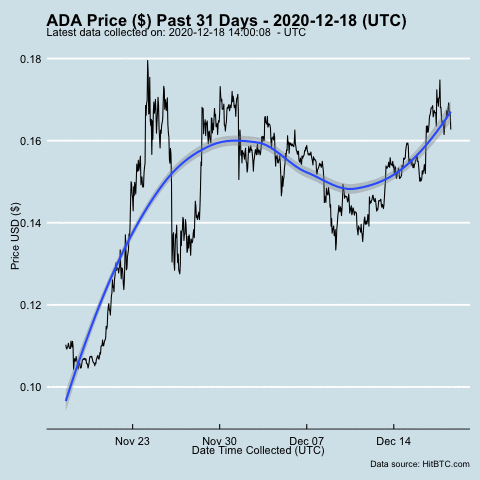 ADA Price ($) Past 31 Days - 2020-12-18 (UTC)
Latest data collected on: 2020-12-18 14:00:08 - UTC
0.18
0.16
0.14
0.12
0.10
Price USD ($)
Nov 23 Nov 30 Dec 07 Dec 14
Date Time Collected (UTC)
Data source: HitBTC.com